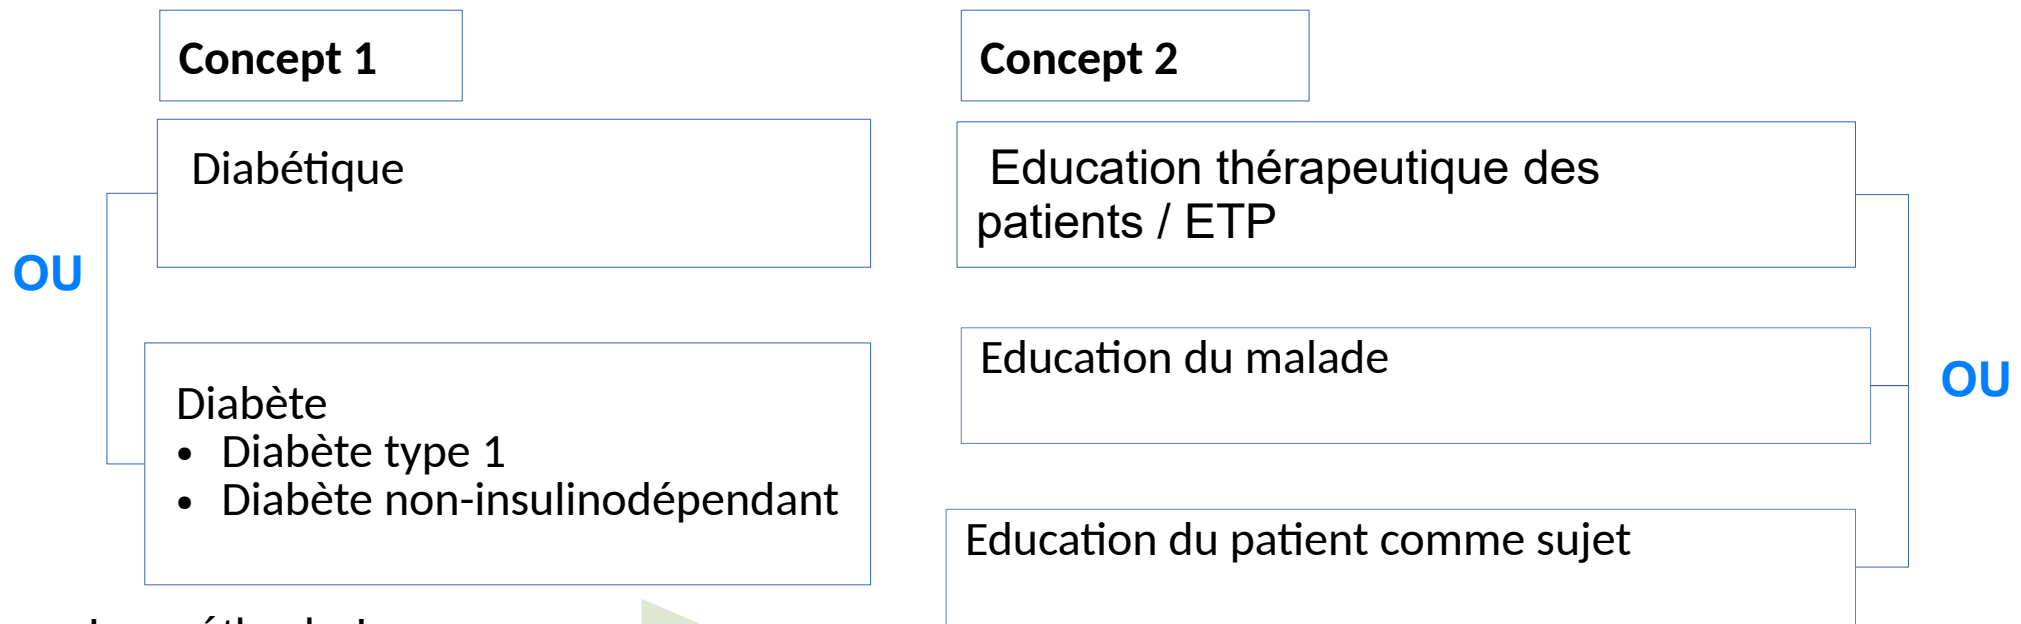 Concept 1
Diabétique
OU
Diabète
• Diabète type 1
• Diabète non-insulinodépendant
Concept 2
Education thérapeutique des
patients / ETP
Education du malade
OU
Education du patient comme sujet